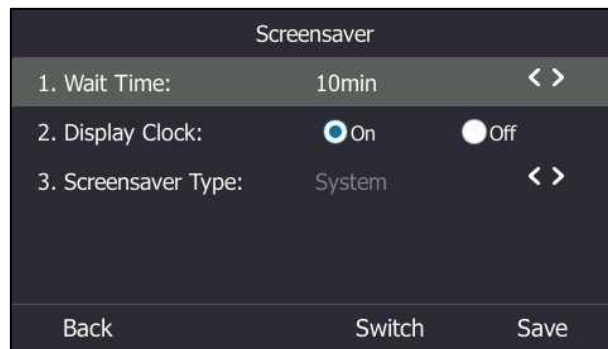 Screensaver
1. Wait Time: 10min < >
2. Display Clock: On Off
3. Screensaver Type: System < >
Back Switch Save